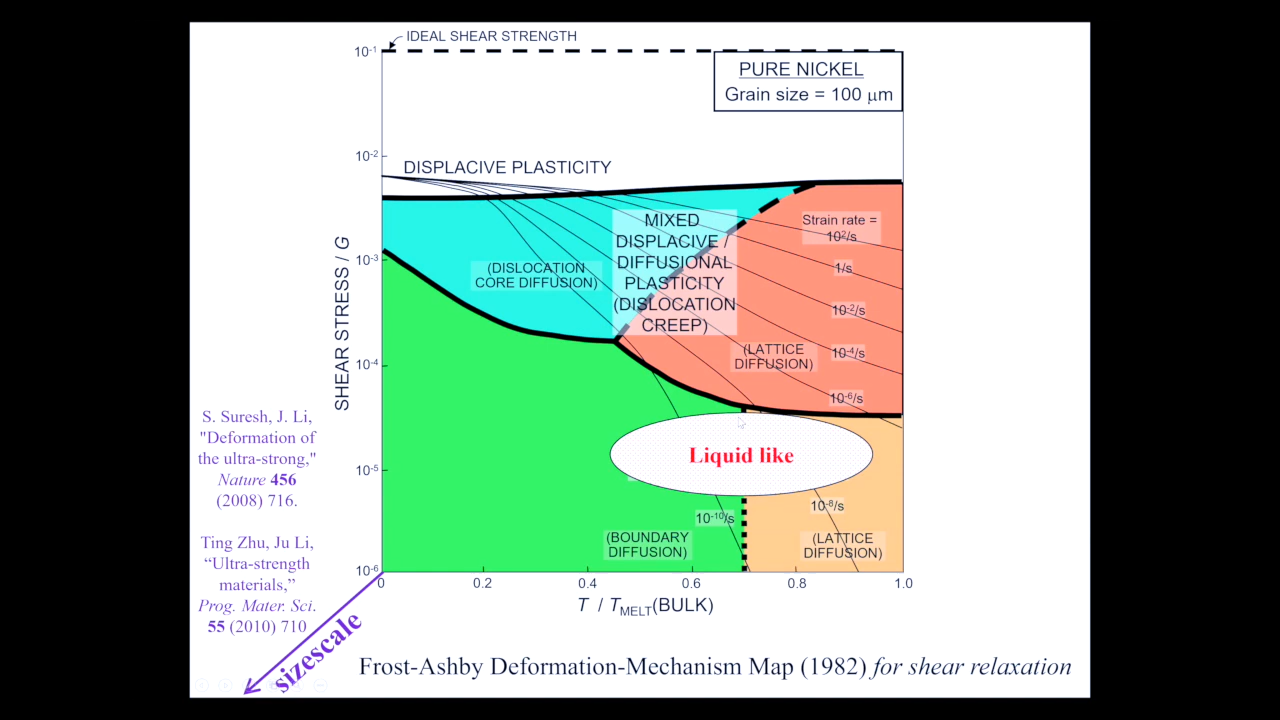 IDEAL SHEAR STRENGTH
10-1
PURE NICKEL
Grain size = 100 μm
10-2
DISPLACIVE PLASTICITY
MIXED
DISPLACIVE /
DIFFUSIONAL
PLASTICITY
(DISLOCATION
CREEP)
Strain rate =
10²/s
(DISLOCATION
CORE DIFFUSION)
10-3
1/s
10-2/s
SHEAR STRESS / G
(LATTICE
DIFFUSION)
10-4/s
10-4
10-6/s
S. Suresh, J. Li,
"Deformation of
the ultra-strong,"
Nature 456
(2008) 716.
Liquid like
10-5
10-8/s
10-10/s
(BOUNDARY
DIFFUSION)
(LATTICE
DIFFUSION)
Ting Zhu, Ju Li,
“Ultra-strength
materials,”
Prog. Mater. Sci.
55 (2010) 710
10-6
0 0.2 0.4 0.6 0.8 1.0
T / TMELT(BULK)
sizescale
Frost-Ashby Deformation-Mechanism Map (1982) for shear relaxation